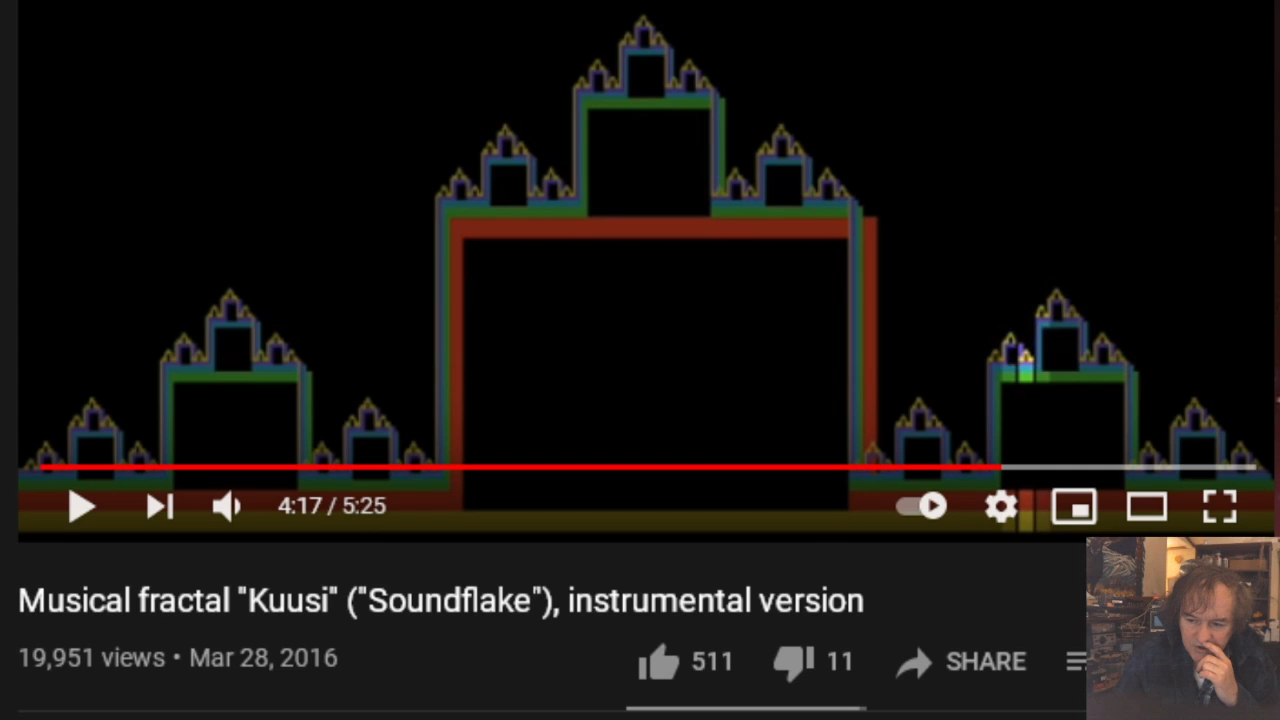 4:17 / 5:25
Musical fractal "Kuusi" ("Soundflake"), instrumental version
19,951 views • Mar 28, 2016
511
11
SHARE